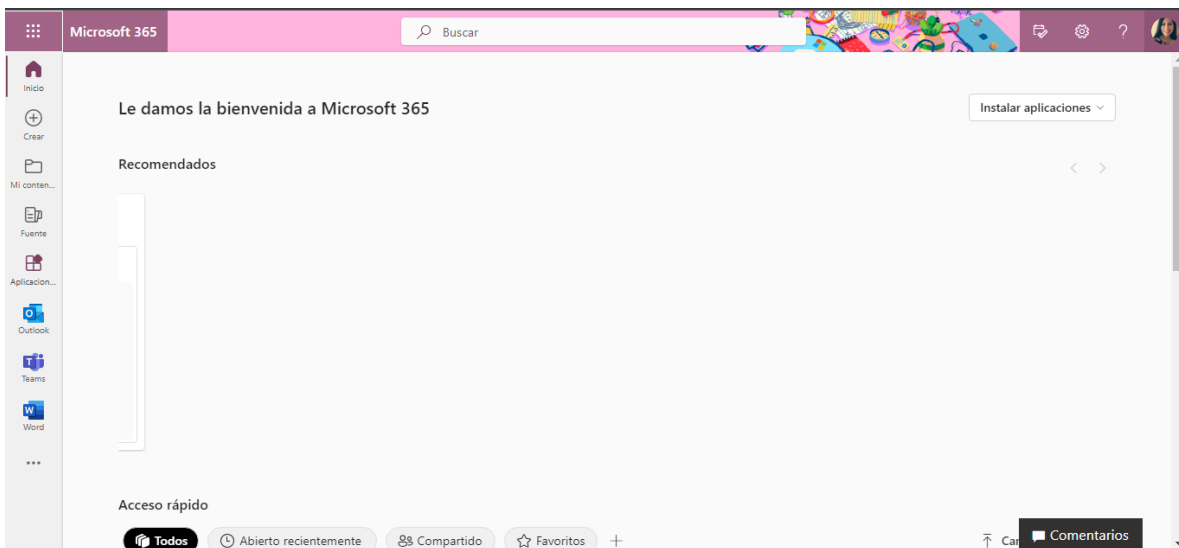 Microsoft 365
Buscar
?
Inicio
Crear
Mi conten...
Fuente
Aplicacion...
Outlook
Teams
Word
Le damos la bienvenida a Microsoft 365
Instalar aplicaciones
Recomendados
Acceso rápido
Todos
Abierto recientemente
Compartido
Favoritos
Comentarios